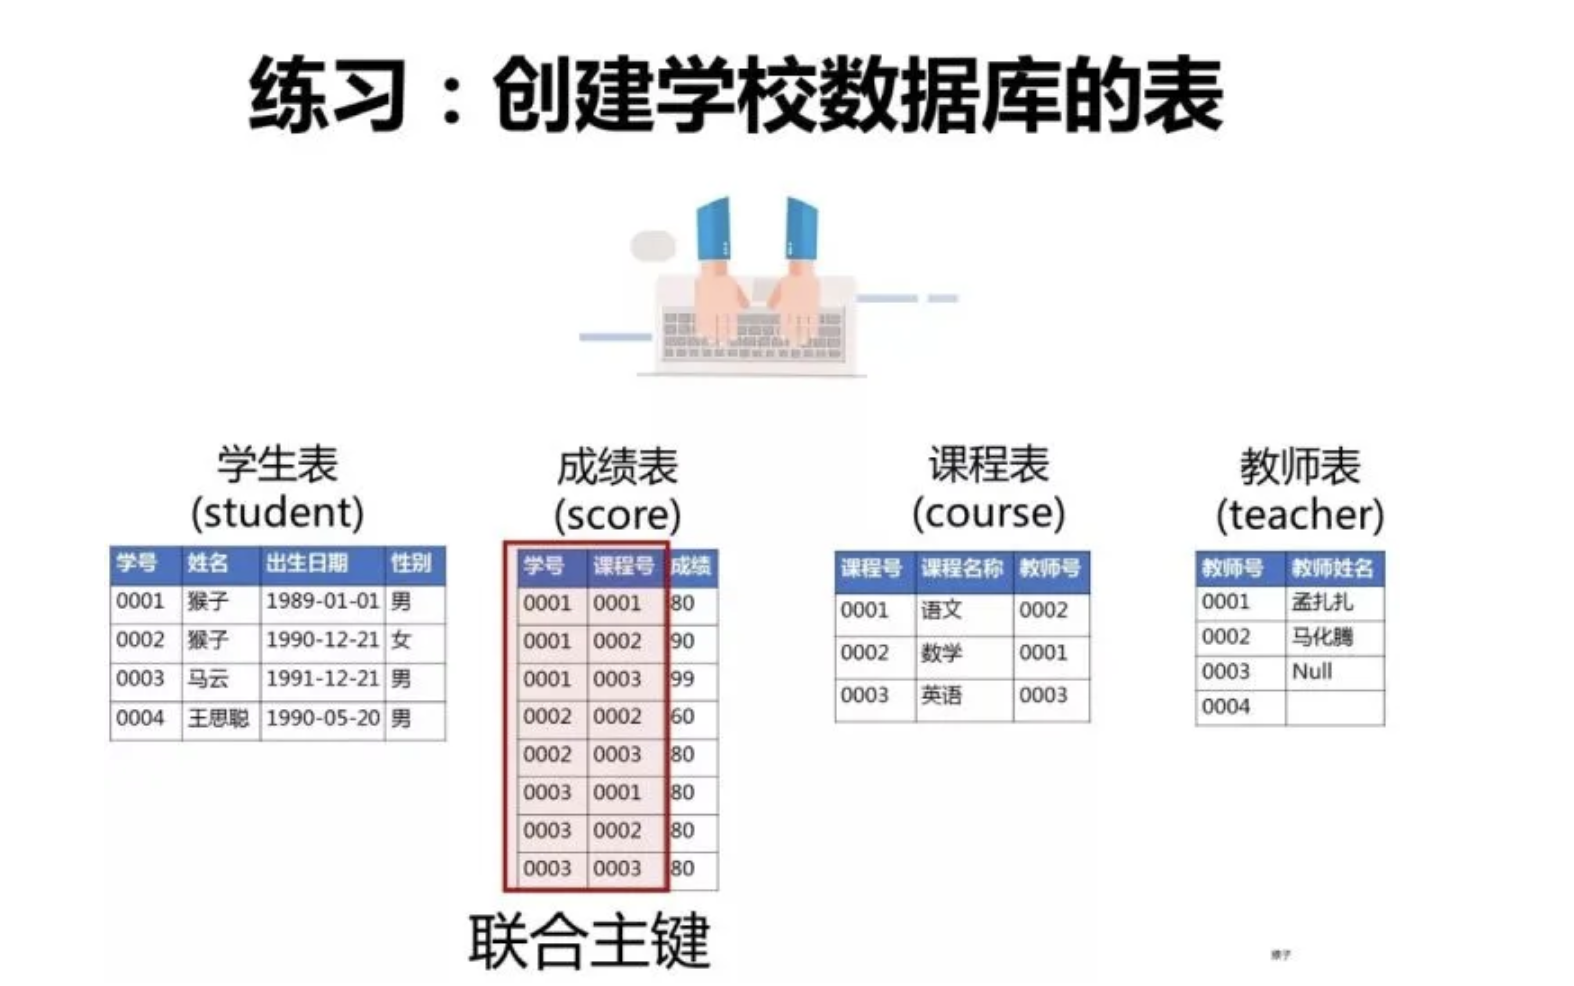 练习：创建学校数据库的表
学生表
(student)
学号 姓名 出生日期 性别
0001 猴子 1989-01-01 男
0002 猴子 1990-12-21 女
0003 马云 1991-12-21 男
0004 王思聪 1990-05-20 男
成绩表
(score)
学号 课程号 成绩
0001 0001 80
0001 0002 90
0001 0003 99
0002 0002 60
0002 0003 80
0003 0001 80
0003 0002 80
0003 0003 80
联合主键
课程表
(course)
课程号 课程名称 教师号
0001 语文 0002
0002 数学 0001
0003 英语 0003
教师表
(teacher)
教师号 教师姓名
0001 孟扎扎
0002 马化腾
0003 Null
0004
猴子